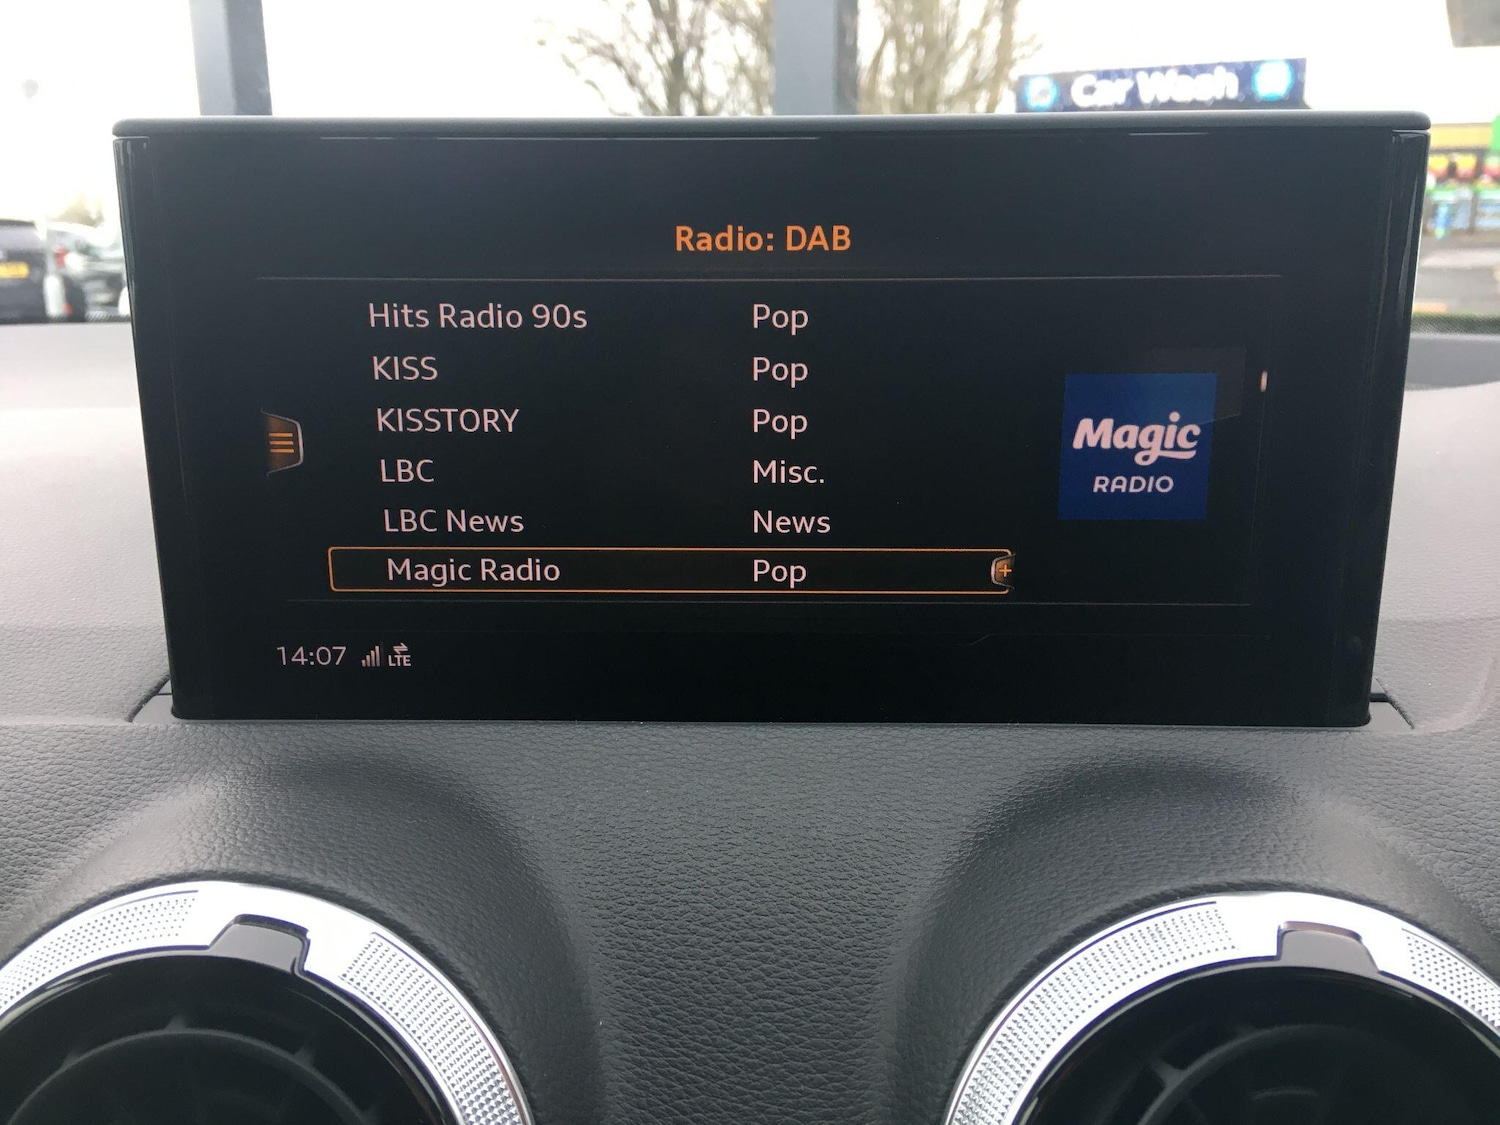 Car Wash
Radio: DAB
Hits Radio 90s Pop
KISS Pop
KISSTORY Pop
LBC Misc.
LBC News News
Magic Radio Pop
Magic
RADIO
14:07 LTE